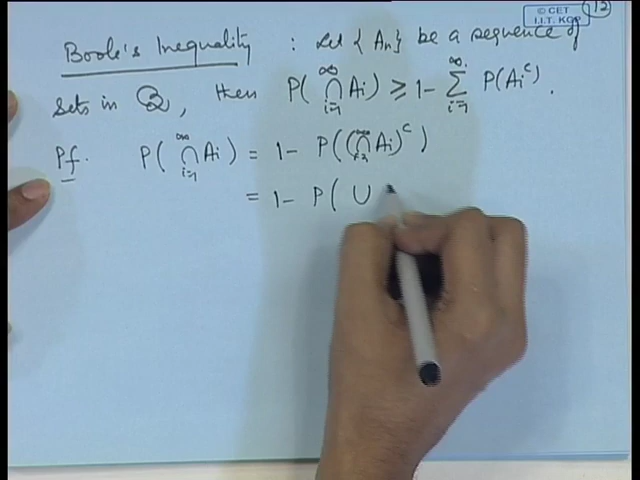 © CET
I.I.T. KGP
12
Boole's Inequality : Let {An} be a sequence of
sets in Q, then P( ∞∩i=1 Ai ) ≥ 1 - ∞Σi=1 P(Aiᶜ).
Pf. P( ∞∩i=1 Ai ) = 1 - P( (∞∩i=1 Ai)ᶜ )
= 1 - P( ∪